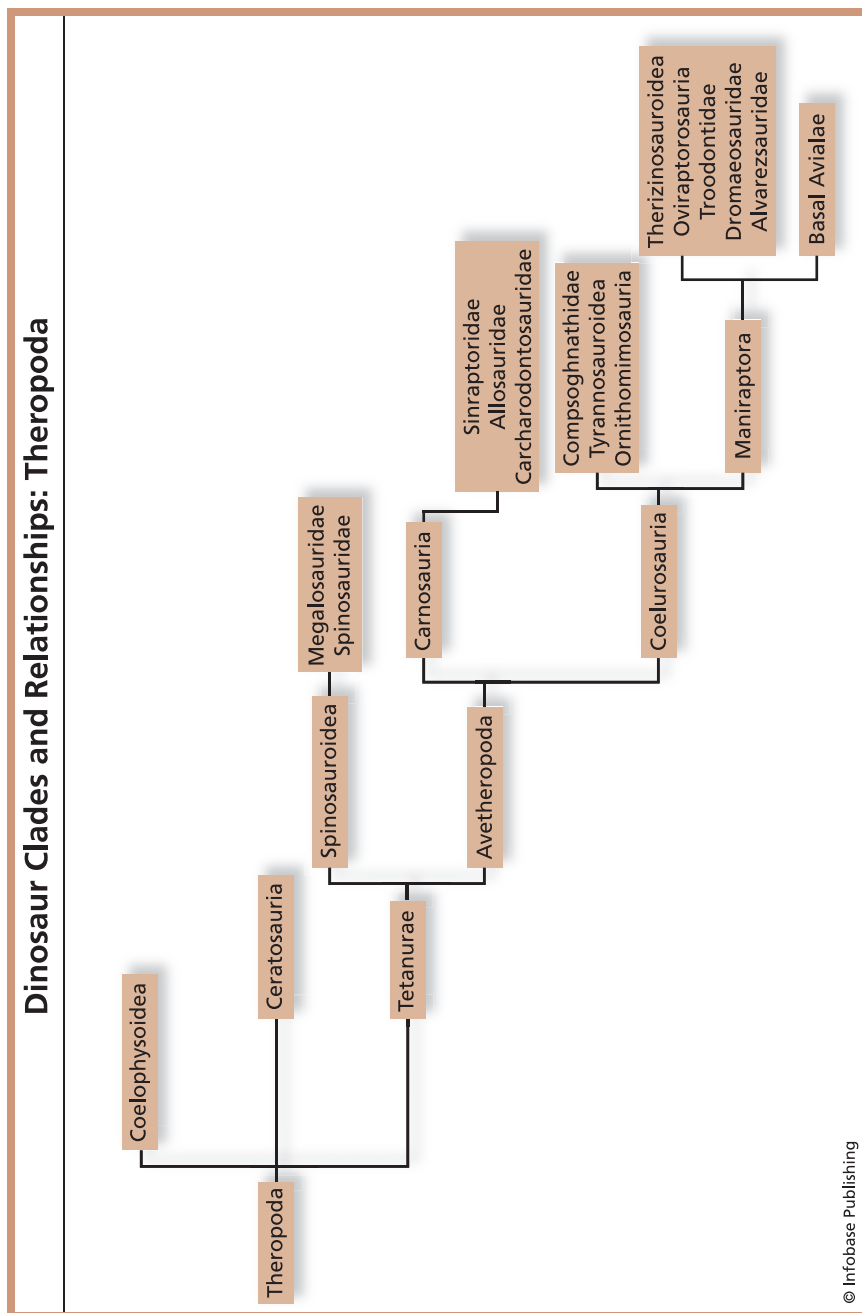 Dinosaur Clades and Relationships: Theropoda
Theropoda
Coelophysoidea
Ceratosauria
Tetanurae
Spinosauroidea
Megalosauridae
Spinosauridae
Avetheropoda
Carnosauria
Sinraptoridae
Allosauridae
Carcharodontosauridae
Coelurosauria
Compsoghnathidae
Tyrannosauroidea
Ornithomimosauria
Maniraptora
Therizinosauroidea
Oviraptorosauria
Troodontidae
Dromaeosauridae
Alvarezsauridae
Basal Avialae
© Infobase Publishing